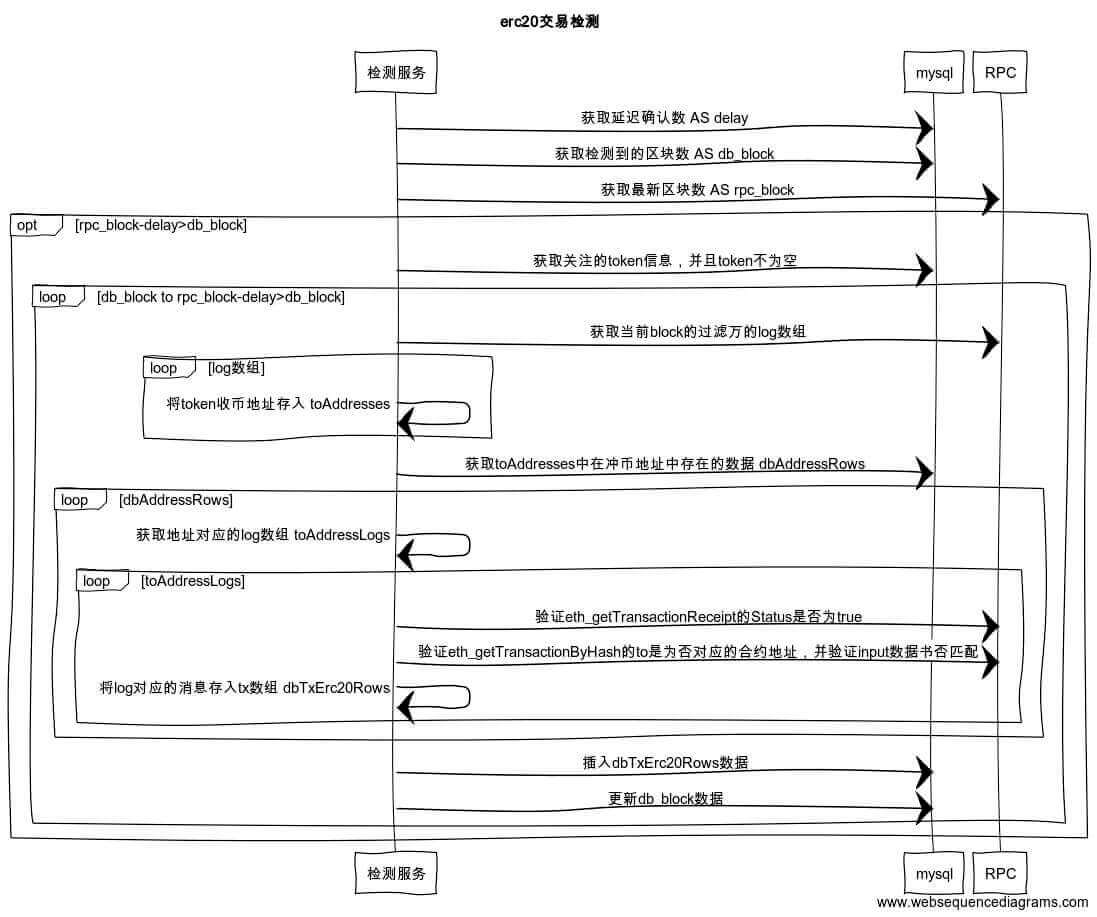 erc20交易检测
检测服务
mysql
RPC
获取延迟确认数 AS delay
获取检测到的区块数 AS db_block
获取最新区块数 AS rpc_block
opt
[rpc_block-delay>db_block]
获取关注的token信息，并且token不为空
loop
[db_block to rpc_block-delay>db_block]
获取当前block的过滤万的log数组
loop
[log数组]
将token收币地址存入 toAddresses
获取toAddresses中在冲币地址中存在的数据 dbAddressRows
loop
[dbAddressRows]
获取地址对应的log数组 toAddressLogs
loop
[toAddressLogs]
验证eth_getTransactionReceipt的Status是否为true
验证eth_getTransactionByHash的to是为否对应的合约地址，并验证input数据书否匹配
将log对应的消息存入tx数组 dbTxErc20Rows
插入dbTxErc20Rows数据
更新db_block数据
检测服务
mysql
RPC
www.websequencediagrams.com